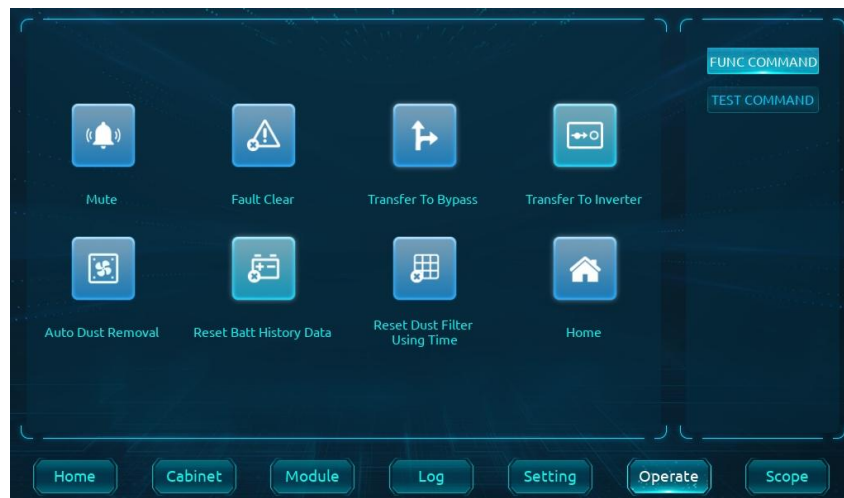 FUNC COMMAND
TEST COMMAND
Mute
Fault Clear
Transfer To Bypass
Transfer To Inverter
Auto Dust Removal
Reset Batt History Data
Reset Dust Filter
Using Time
Home
Home
Cabinet
Module
Log
Setting
Operate
Scope